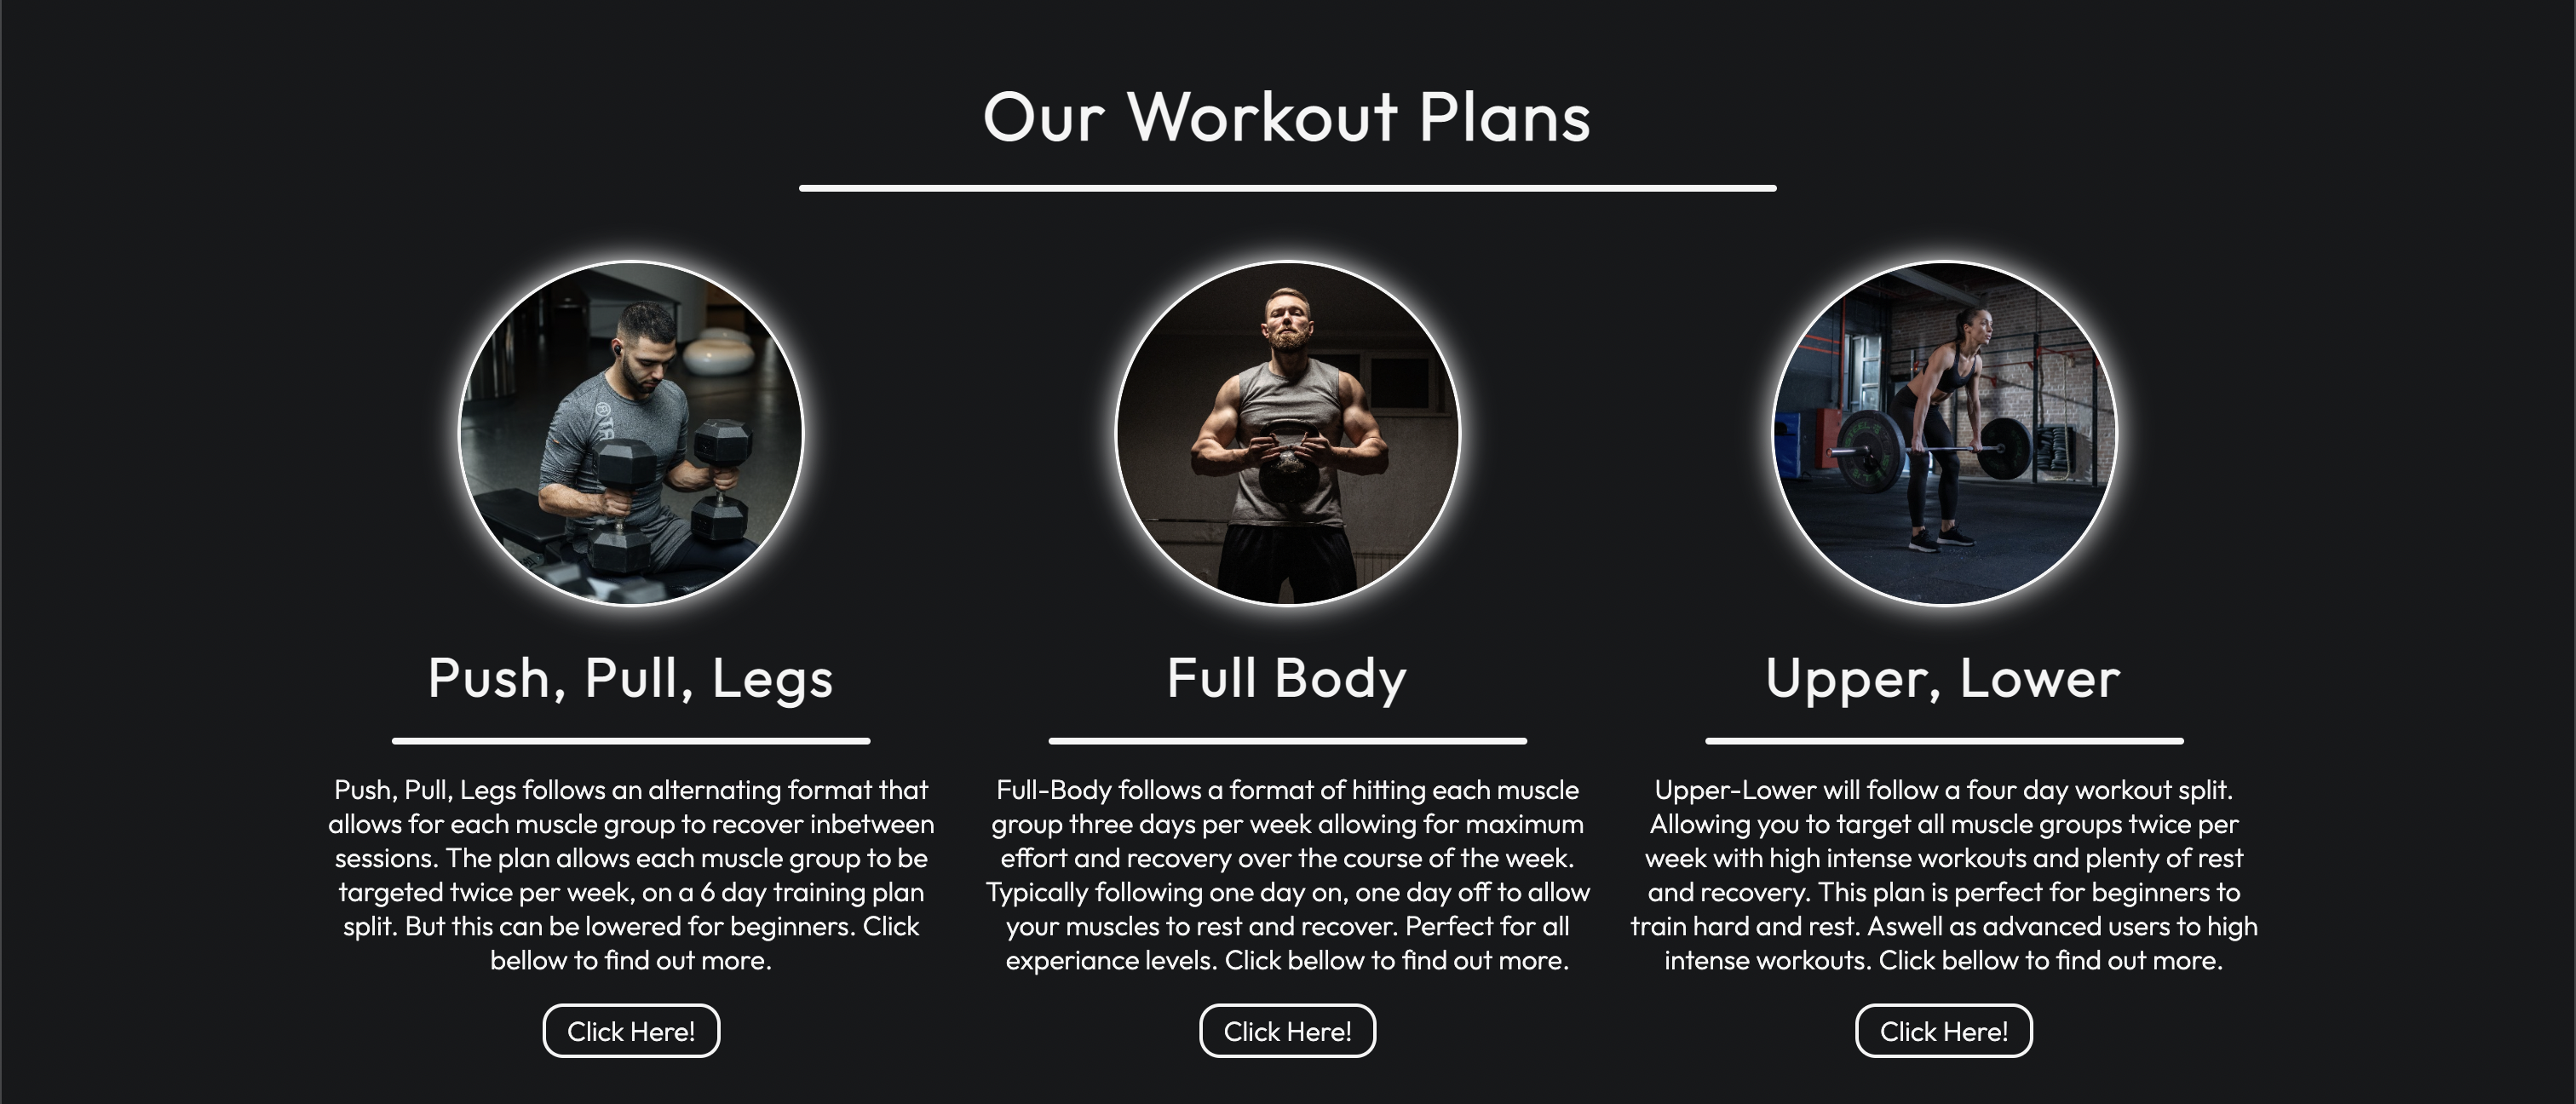 Our Workout Plans
Push, Pull, Legs
Push, Pull, Legs follows an alternating format that
allows for each muscle group to recover inbetween
sessions. The plan allows each muscle group to be
targeted twice per week, on a 6 day training plan
split. But this can be lowered for beginners. Click
bellow to find out more.
Click Here!
Full Body
Full-Body follows a format of hitting each muscle
group three days per week allowing for maximum
effort and recovery over the course of the week.
Typically following one day on, one day off to allow
your muscles to rest and recover. Perfect for all
experiance levels. Click bellow to find out more.
Click Here!
Upper, Lower
Upper-Lower will follow a four day workout split.
Allowing you to target all muscle groups twice per
week with high intense workouts and plenty of rest
and recovery. This plan is perfect for beginners to
train hard and rest. Aswell as advanced users to high
intense workouts. Click bellow to find out more.
Click Here!